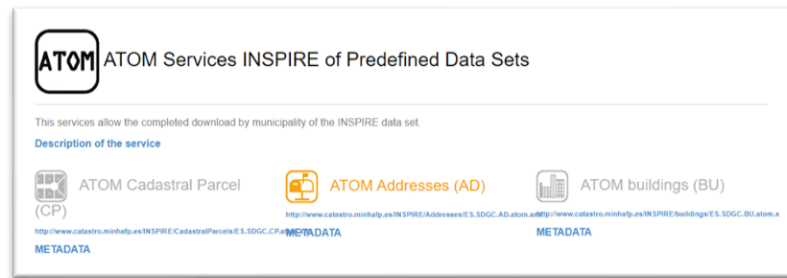 ATOM
ATOM Services INSPIRE of Predefined Data Sets
This services allow the completed download by municipality of the INSPIRE data set.
Description of the service
ATOM Cadastral Parcel
(CP)
http://www.catastro.minhafp.es/INSPIRE/CadastralParcels/ES.SDGC.CP.atom
METADATA
ATOM Addresses (AD)
http://www.catastro.minhafp.es/INSPIRE/Addresses/ES.SDGC.AD.atom.xml
METADATA
ATOM buildings (BU)
http://www.catastro.minhafp.es/INSPIRE/buildings/ES.SDGC.BU.atom.x
METADATA